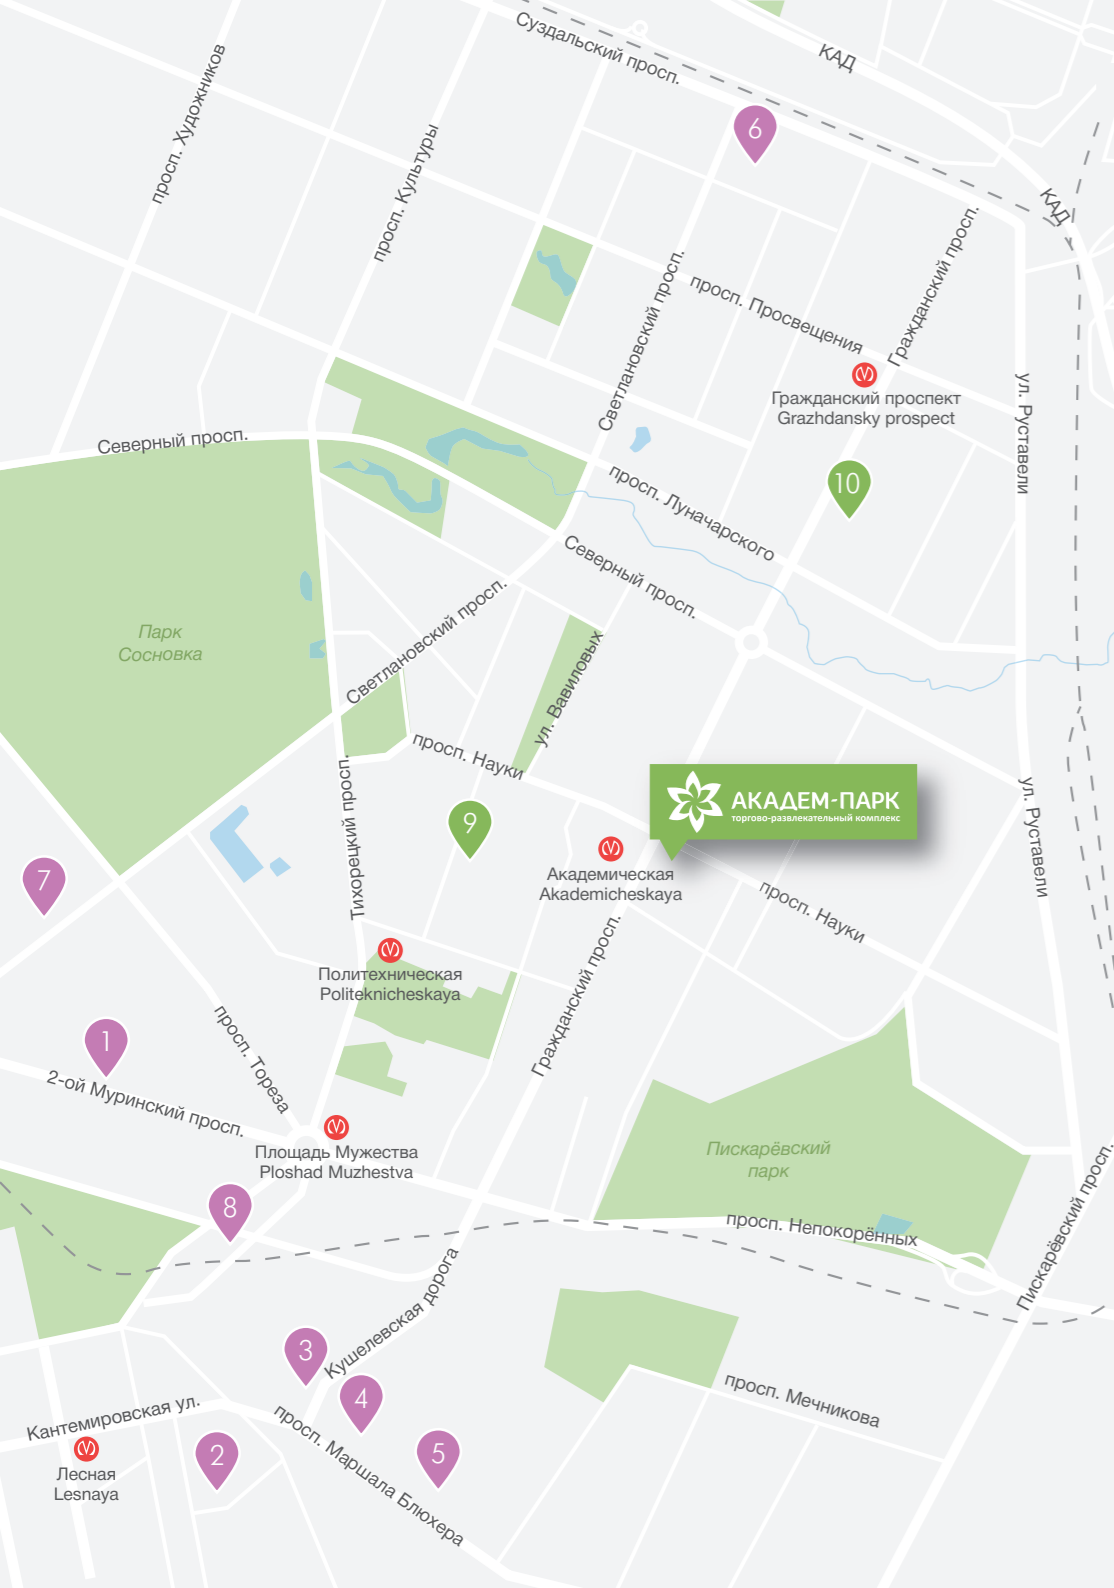 Суздальский просп.
КАД
просп. Художников
6
просп. Культуры
КАД
Гражданский просп.
Светлановский просп.
просп. Просвещения
Гражданский проспект
Grazhdansky prospect
ул. Руставели
Северный просп.
10
просп. Луначарского
Северный просп.
Парк
Сосновка
Светлановский просп.
ул. Вавиловых
просп. Науки
Тихорецкий просп.
АКАДЕМ-ПАРК
торгово-развлекательный комплекс
9
ул. Руставели
7
Академическая
Akademicheskaya
просп. Науки
Политехническая
Politeknicheskaya
Гражданский просп.
1
просп. Тореза
2-ой Муринский просп.
Площадь Мужества
Ploshad Muzhestva
Пискарёвский
парк
8
просп. Непокорённых
Пискарёвский просп.
3
Кушелевская дорога
4
просп. Мечникова
Кантемировская ул.
просп. Маршала Блюхера
2
5
Лесная
Lesnaya